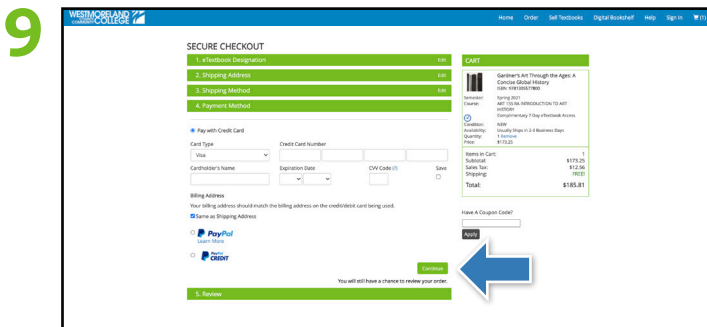 9
WESTMORELAND
COMMUNITY COLLEGE
Home Order Sell Textbooks Digital Bookshelf Help Sign In (1)
SECURE CHECKOUT
1. eTextbook Designation Edit
2. Shipping Address Edit
3. Shipping Method Edit
4. Payment Method
Pay with Credit Card
Card Type Credit Card Number
Visa
Cardholder's Name Expiration Date CVV Code (?) Save
Billing Address
Your billing address should match the billing address on the credit/debit card being used.
Same as Shipping Address
PayPal
Learn More
PayPal
CREDIT
Continue
You will still have a chance to review your order.
5. Review
CART
Gardner's Art Through the Ages: A
Concise Global History
ISBN: 9781305577800
Semester: Spring 2021
Course: ART 155 RA INTRODUCTION TO ART
HISTORY
Complimentary 7-Day eTextbook Access
Condition: NEW
Availability: Usually Ships in 2-3 Business Days
Quantity: 1 Remove
Price: $173.25
Items in Cart: 1
Subtotal: $173.25
Sales Tax: $12.56
Shipping: FREE!
Total: $185.81
Have A Coupon Code?
Apply